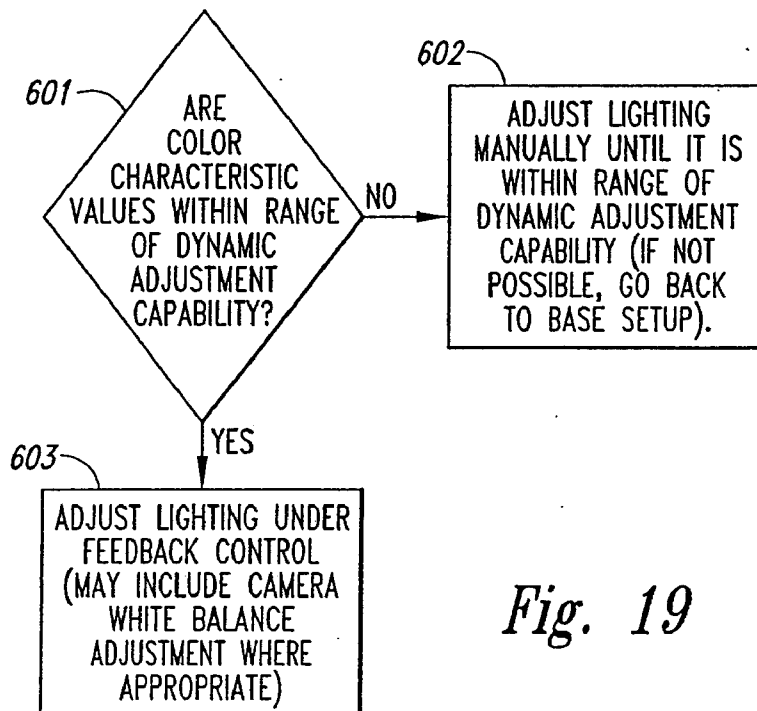 601
ARE
COLOR
CHARACTERISTIC
VALUES WITHIN RANGE
OF DYNAMIC
ADJUSTMENT
CAPABILITY?
NO
602
ADJUST LIGHTING
MANUALLY UNTIL IT IS
WITHIN RANGE OF
DYNAMIC ADJUSTMENT
CAPABILITY (IF NOT
POSSIBLE, GO BACK
TO BASE SETUP).
YES
603
ADJUST LIGHTING UNDER
FEEDBACK CONTROL
(MAY INCLUDE CAMERA
WHITE BALANCE
ADJUSTMENT WHERE
APPROPRIATE)
Fig. 19